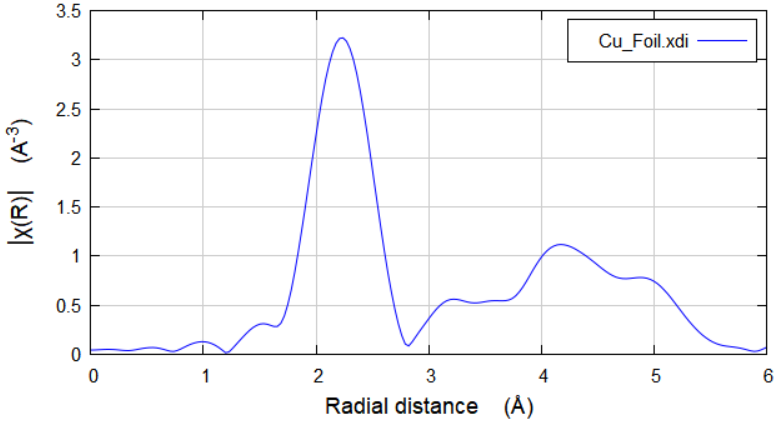 3.5
3
2.5
2
1.5
1
0.5
0
|χ(R)| (A⁻³)
Cu_Foil.xdi
0 1 2 3 4 5 6
Radial distance (Å)